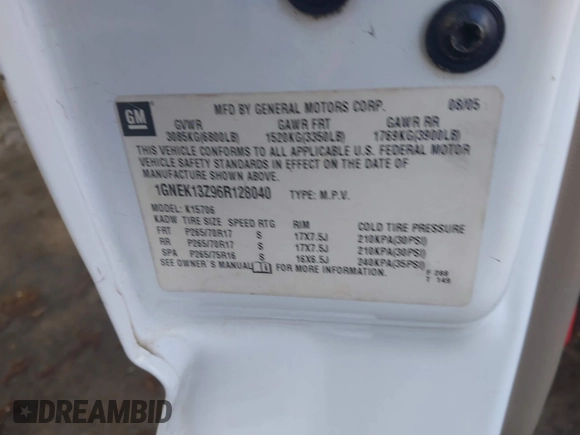 GM
MFD BY GENERAL MOTORS CORP. 08/05
GVWR GAWR FRT GAWR RR
3085KG(6800LB) 1520KG(3350LB) 1769KG(3900LB)
THIS VEHICLE CONFORMS TO ALL APPLICABLE U.S. FEDERAL MOTOR
VEHICLE SAFETY STANDARDS IN EFFECT ON THE DATE OF
MANUFACTURE SHOWN ABOVE.
1GNEK13Z96R128040 TYPE: M.P.V.
MODEL: K15706
KADW TIRE SIZE SPEED RTG RIM COLD TIRE PRESSURE
FRT P265/70R17 S 17X7.5J 210KPA(30PSI)
RR P265/70R17 S 17X7.5J 210KPA(30PSI)
SPA P265/75R16 S 16X6.5J 240KPA(35PSI)
SEE OWNER'S MANUAL FOR MORE INFORMATION.
F 288
T 149
DREAMBID